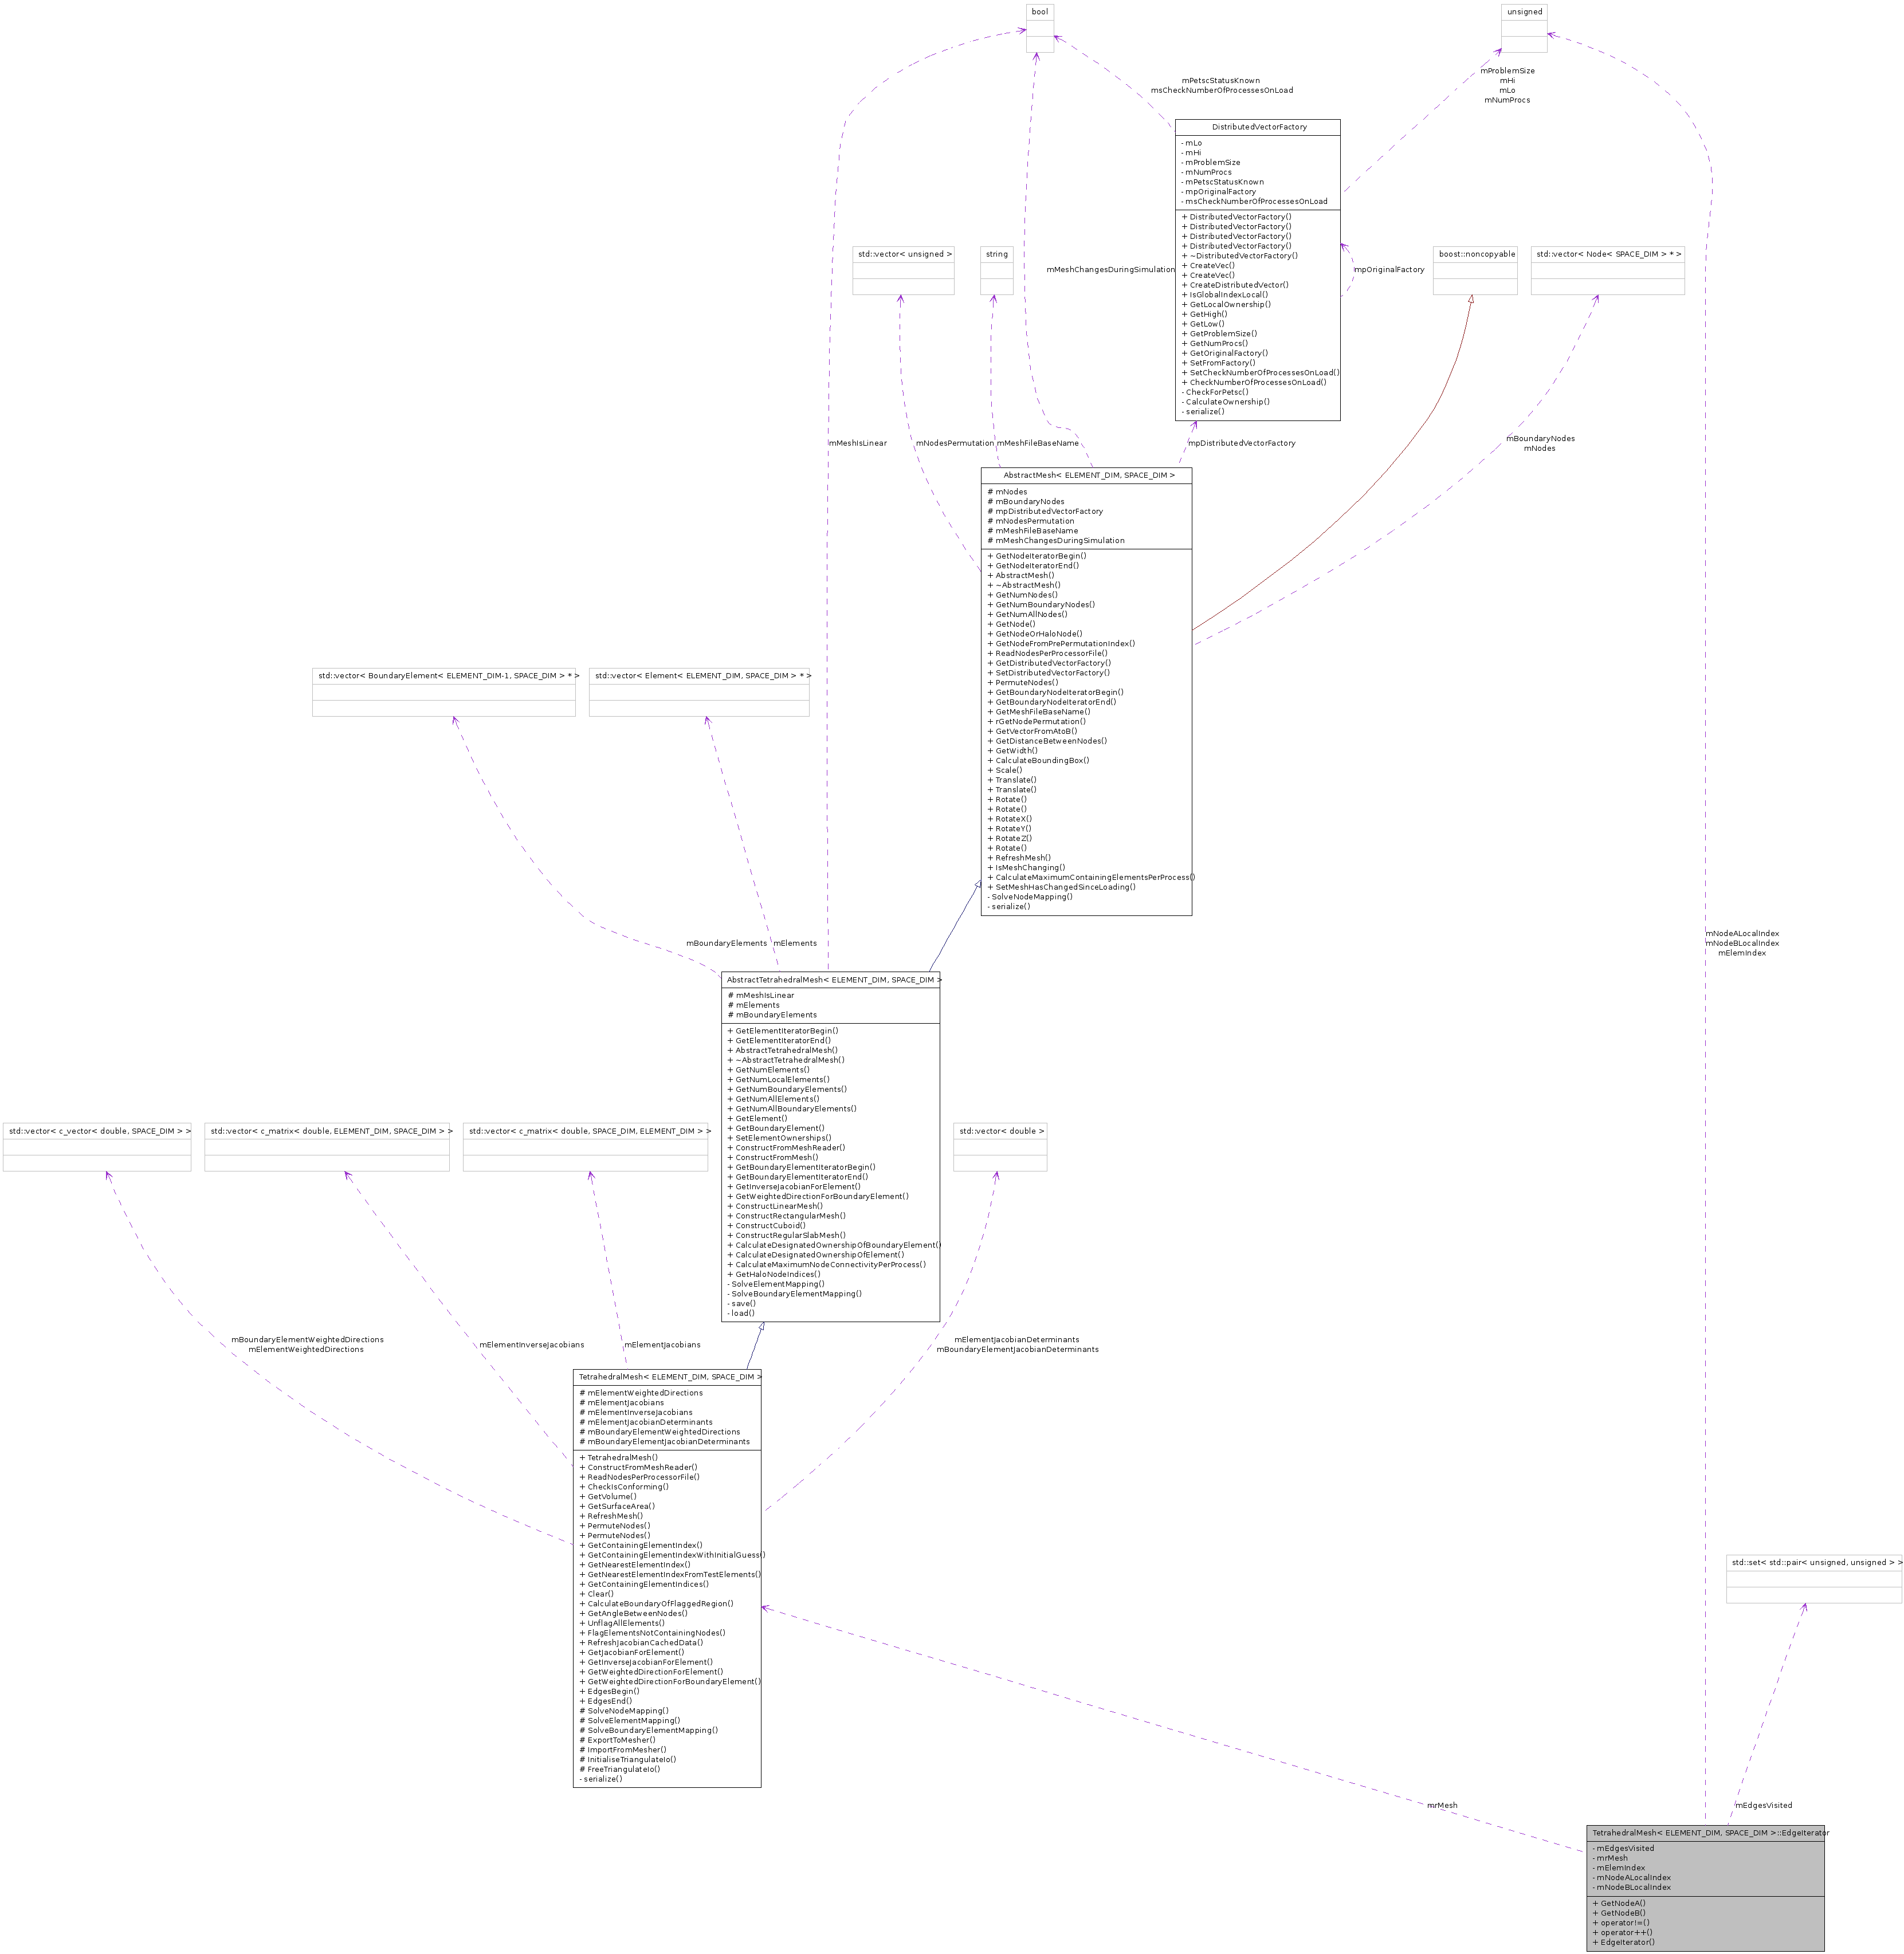 bool
unsigned
mPetscStatusKnown
msCheckNumberOfProcessesOnLoad
mProblemSize
mHi
mLo
mNumProcs
DistributedVectorFactory
- mLo
- mHi
- mProblemSize
- mNumProcs
- mPetscStatusKnown
- mpOriginalFactory
- msCheckNumberOfProcessesOnLoad
+ DistributedVectorFactory()
+ DistributedVectorFactory()
+ DistributedVectorFactory()
+ DistributedVectorFactory()
+ ~DistributedVectorFactory()
+ CreateVec()
+ CreateVec()
+ CreateDistributedVector()
+ IsGlobalIndexLocal()
+ GetLocalOwnership()
+ GetHigh()
+ GetLow()
+ GetProblemSize()
+ GetNumProcs()
+ GetOriginalFactory()
+ SetFromFactory()
+ SetCheckNumberOfProcessesOnLoad()
+ CheckNumberOfProcessesOnLoad()
- CheckForPetsc()
- CalculateOwnership()
- serialize()
std::vector< unsigned >
string
mMeshChangesDuringSimulation
mpOriginalFactory
boost::noncopyable
std::vector< Node< SPACE_DIM > * >
mMeshIsLinear
mNodesPermutation
mMeshFileBaseName
mpDistributedVectorFactory
mBoundaryNodes
mNodes
AbstractMesh< ELEMENT_DIM, SPACE_DIM >
# mNodes
# mBoundaryNodes
# mpDistributedVectorFactory
# mNodesPermutation
# mMeshFileBaseName
# mMeshChangesDuringSimulation
+ GetNodeIteratorBegin()
+ GetNodeIteratorEnd()
+ AbstractMesh()
+ ~AbstractMesh()
+ GetNumNodes()
+ GetNumBoundaryNodes()
+ GetNumAllNodes()
+ GetNode()
+ GetNodeOrHaloNode()
+ GetNodeFromPrePermutationIndex()
+ ReadNodesPerProcessorFile()
+ GetDistributedVectorFactory()
+ SetDistributedVectorFactory()
+ PermuteNodes()
+ GetBoundaryNodeIteratorBegin()
+ GetBoundaryNodeIteratorEnd()
+ GetMeshFileBaseName()
+ rGetNodePermutation()
+ GetVectorFromAtoB()
+ GetDistanceBetweenNodes()
+ GetWidth()
+ CalculateBoundingBox()
+ Scale()
+ Translate()
+ Translate()
+ Rotate()
+ Rotate()
+ RotateX()
+ RotateY()
+ RotateZ()
+ Rotate()
+ RefreshMesh()
+ IsMeshChanging()
+ CalculateMaximumContainingElementsPerProcess()
+ SetMeshHasChangedSinceLoading()
- SolveNodeMapping()
- serialize()
std::vector< BoundaryElement< ELEMENT_DIM-1, SPACE_DIM > * >
std::vector< Element< ELEMENT_DIM, SPACE_DIM > * >
mBoundaryElements
mElements
mNodeALocalIndex
mNodeBLocalIndex
mElemIndex
AbstractTetrahedralMesh< ELEMENT_DIM, SPACE_DIM >
# mMeshIsLinear
# mElements
# mBoundaryElements
+ GetElementIteratorBegin()
+ GetElementIteratorEnd()
+ AbstractTetrahedralMesh()
+ ~AbstractTetrahedralMesh()
+ GetNumElements()
+ GetNumLocalElements()
+ GetNumBoundaryElements()
+ GetNumAllElements()
+ GetNumAllBoundaryElements()
+ GetElement()
+ GetBoundaryElement()
+ SetElementOwnerships()
+ ConstructFromMeshReader()
+ ConstructFromMesh()
+ GetBoundaryElementIteratorBegin()
+ GetBoundaryElementIteratorEnd()
+ GetInverseJacobianForElement()
+ GetWeightedDirectionForBoundaryElement()
+ ConstructLinearMesh()
+ ConstructRectangularMesh()
+ ConstructCuboid()
+ ConstructRegularSlabMesh()
+ CalculateDesignatedOwnershipOfBoundaryElement()
+ CalculateDesignatedOwnershipOfElement()
+ CalculateMaximumNodeConnectivityPerProcess()
+ GetHaloNodeIndices()
- SolveElementMapping()
- SolveBoundaryElementMapping()
- save()
- load()
std::vector< c_vector< double, SPACE_DIM > >
std::vector< c_matrix< double, ELEMENT_DIM, SPACE_DIM > >
std::vector< c_matrix< double, SPACE_DIM, ELEMENT_DIM > >
std::vector< double >
mBoundaryElementWeightedDirections
mElementWeightedDirections
mElementInverseJacobians
mElementJacobians
mElementJacobianDeterminants
mBoundaryElementJacobianDeterminants
TetrahedralMesh< ELEMENT_DIM, SPACE_DIM >
# mElementWeightedDirections
# mElementJacobians
# mElementInverseJacobians
# mElementJacobianDeterminants
# mBoundaryElementWeightedDirections
# mBoundaryElementJacobianDeterminants
+ TetrahedralMesh()
+ ConstructFromMeshReader()
+ ReadNodesPerProcessorFile()
+ CheckIsConforming()
+ GetVolume()
+ GetSurfaceArea()
+ RefreshMesh()
+ PermuteNodes()
+ PermuteNodes()
+ GetContainingElementIndex()
+ GetContainingElementIndexWithInitialGuess()
+ GetNearestElementIndex()
+ GetNearestElementIndexFromTestElements()
+ GetContainingElementIndices()
+ Clear()
+ CalculateBoundaryOfFlaggedRegion()
+ GetAngleBetweenNodes()
+ UnflagAllElements()
+ FlagElementsNotContainingNodes()
+ RefreshJacobianCachedData()
+ GetJacobianForElement()
+ GetInverseJacobianForElement()
+ GetWeightedDirectionForElement()
+ GetWeightedDirectionForBoundaryElement()
+ EdgesBegin()
+ EdgesEnd()
# SolveNodeMapping()
# SolveElementMapping()
# SolveBoundaryElementMapping()
# ExportToMesher()
# ImportFromMesher()
# InitialiseTriangulateIo()
# FreeTriangulateIo()
- serialize()
std::set< std::pair< unsigned, unsigned > >
mrMesh
mEdgesVisited
TetrahedralMesh< ELEMENT_DIM, SPACE_DIM >::EdgeIterator
- mEdgesVisited
- mrMesh
- mElemIndex
- mNodeALocalIndex
- mNodeBLocalIndex
+ GetNodeA()
+ GetNodeB()
+ operator!=()
+ operator++()
+ EdgeIterator()